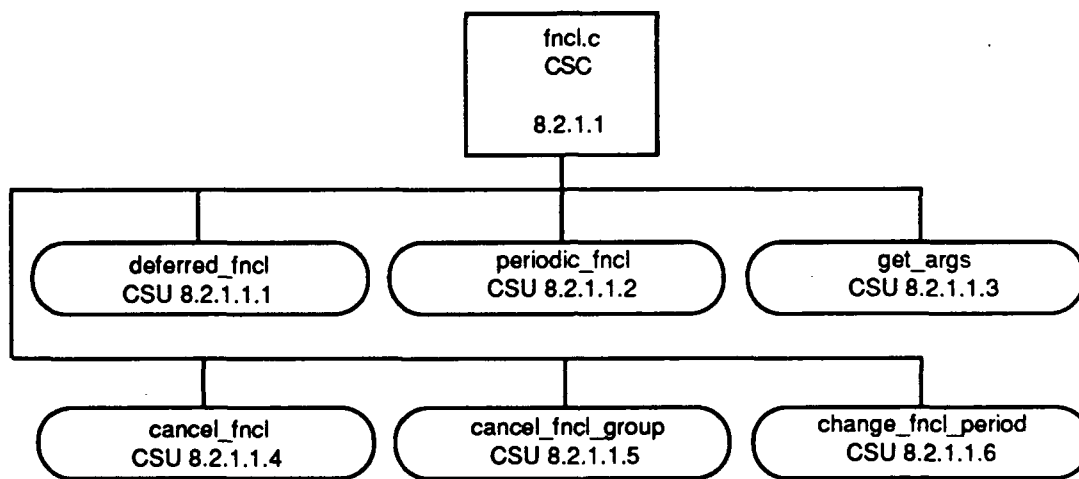 fncl.c
CSC
8.2.1.1
deferred_fncl
CSU 8.2.1.1.1
periodic_fncl
CSU 8.2.1.1.2
get_args
CSU 8.2.1.1.3
cancel_fncl
CSU 8.2.1.1.4
cancel_fncl_group
CSU 8.2.1.1.5
change_fncl_period
CSU 8.2.1.1.6